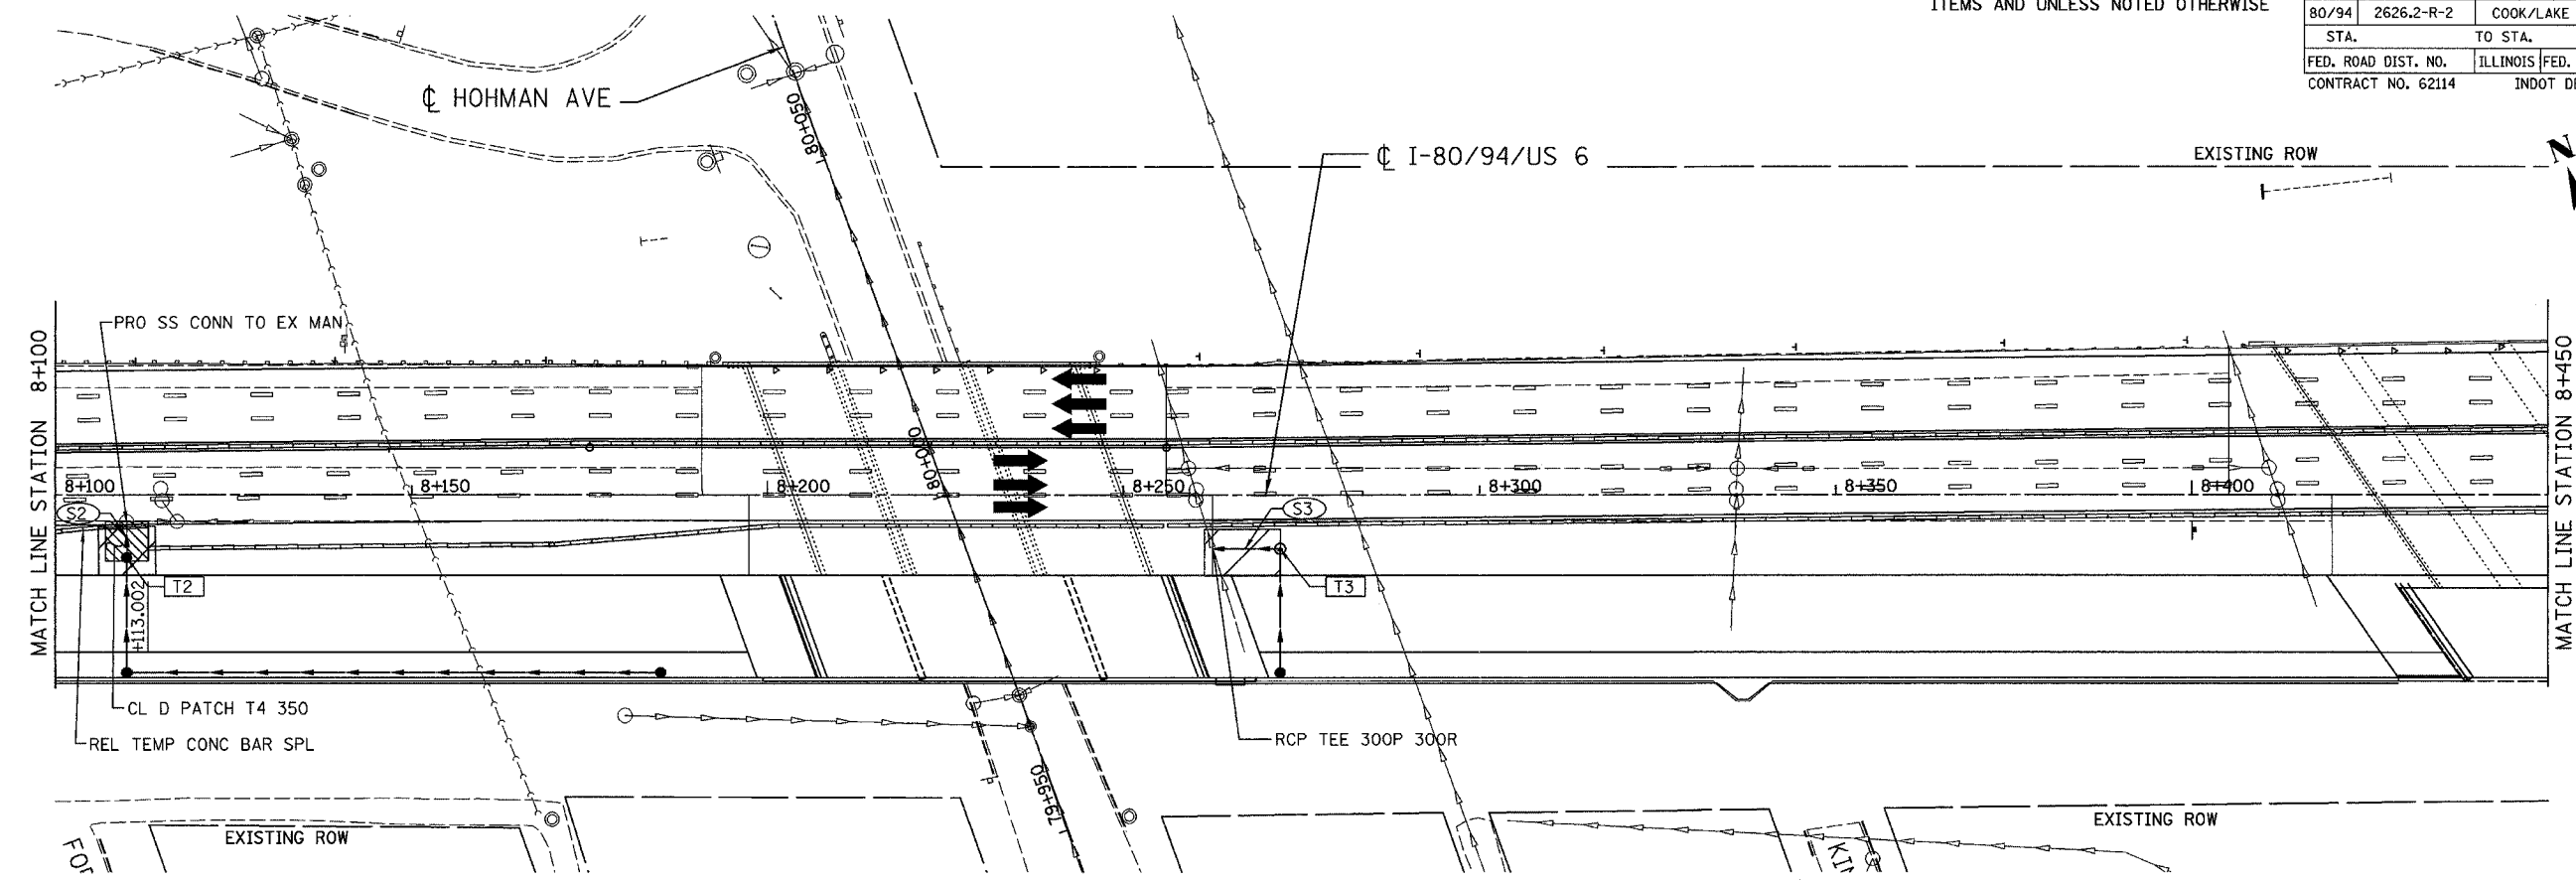 ITEMS AND UNLESS NOTED OTHERWISE
80/94 2626.2-R-2 COOK/LAKE
STA. TO STA.
FED. ROAD DIST. NO. ILLINOIS FED.
CONTRACT NO. 62114 INDOT
℄ HOHMAN AVE
80+050
℄ I-80/94/US 6
EXISTING ROW
N
PRO SS CONN TO EX MAN
MATCH LINE STATION 8+100
MATCH LINE STATION 8+450
80+000
8+100
8+150
8+200
8+250
8+300
8+350
8+400
S2
S3
T2
T3
+113.002
CL D PATCH T4 350
REL TEMP CONC BAR SPL
RCP TEE 300P 300R
79+950
EXISTING ROW
EXISTING ROW